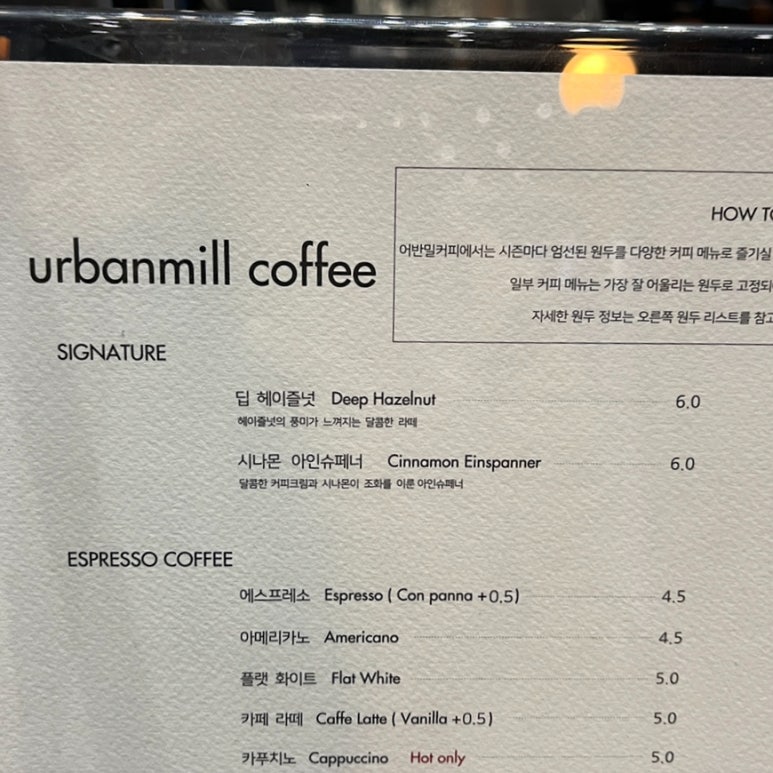 urbanmill coffee
HOW TO
어반밀커피에서는 시즌마다 엄선된 원두를 다양한 커피 메뉴로 즐기실
일부 커피 메뉴는 가장 잘 어울리는 원두로 고정되
자세한 원두 정보는 오른쪽 원두 리스트를 참고
SIGNATURE
딥 헤이즐넛 Deep Hazelnut 6.0
헤이즐넛의 풍미가 느껴지는 달콤한 라떼
시나몬 아인슈페너 Cinnamon Einspanner 6.0
달콤한 커피크림과 시나몬이 조화를 이룬 아인슈페너
ESPRESSO COFFEE
에스프레소 Espresso ( Con panna +0.5) 4.5
아메리카노 Americano 4.5
플랫 화이트 Flat White 5.0
카페 라떼 Caffe Latte ( Vanilla +0.5) 5.0
카푸치노 Cappuccino Hot only 5.0